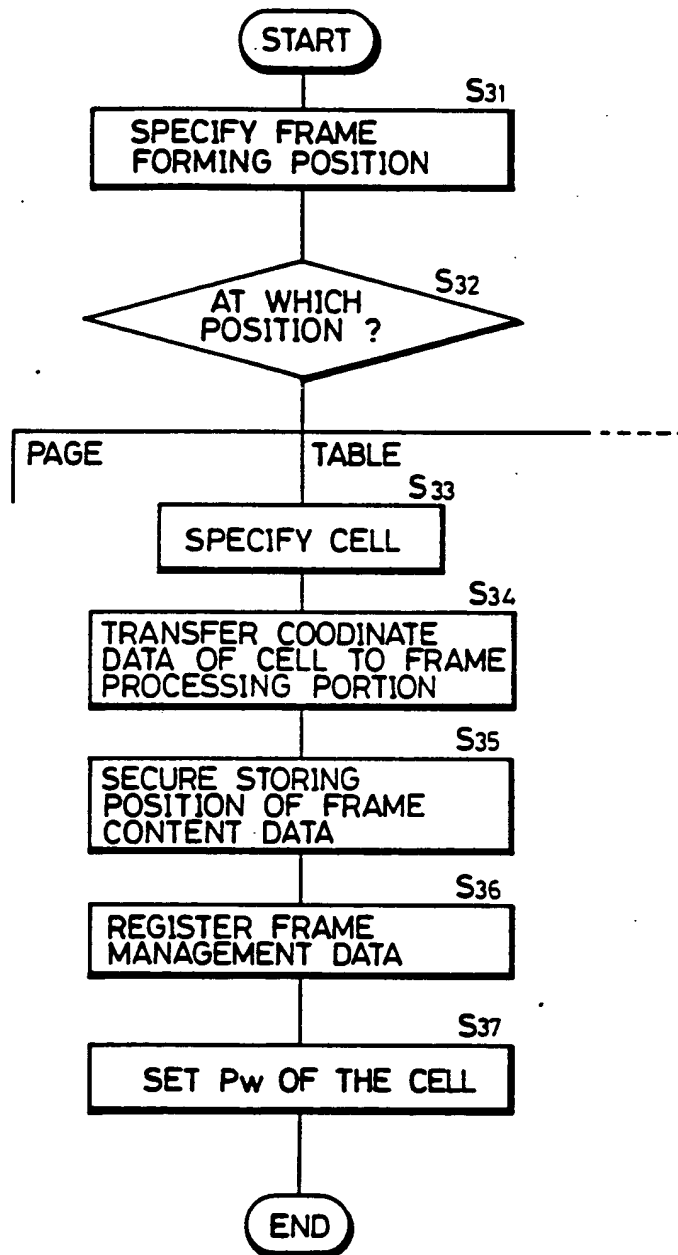 START
S31
SPECIFY FRAME
FORMING POSITION
S32
AT WHICH
POSITION ?
PAGE
TABLE
S33
SPECIFY CELL
S34
TRANSFER COODINATE
DATA OF CELL TO FRAME
PROCESSING PORTION
S35
SECURE STORING
POSITION OF FRAME
CONTENT DATA
S36
REGISTER FRAME
MANAGEMENT DATA
S37
SET Pw OF THE CELL
END